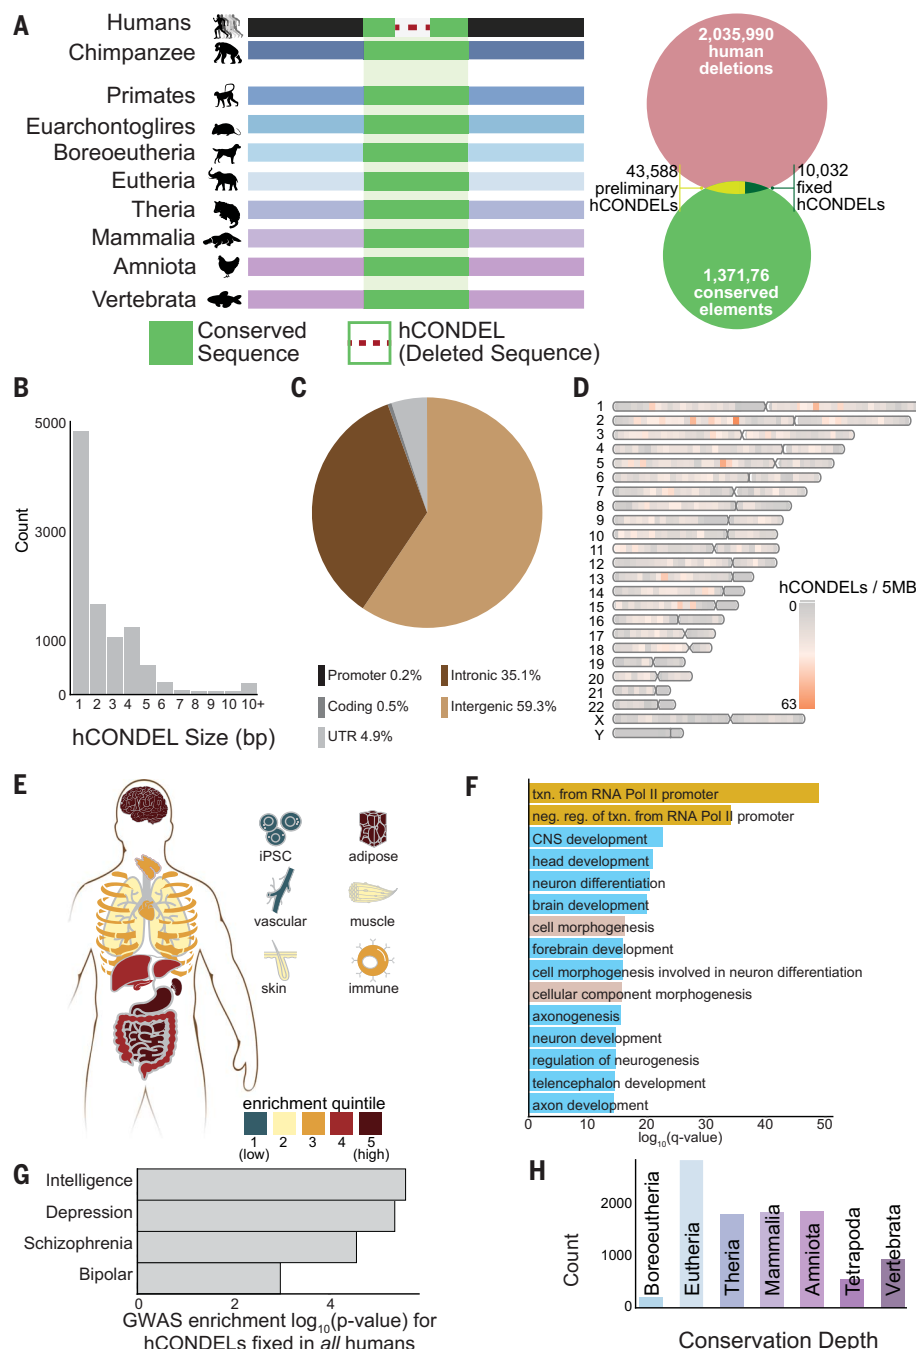 A
Humans
Chimpanzee
Primates
Euarchontoglires
Boreoeutheria
Eutheria
Theria
Mammalia
Amniota
Vertebrata
Conserved
Sequence
hCONDEL
(Deleted Sequence)
2,035,990
human
deletions
43,588
preliminary
hCONDELs
10,032
fixed
hCONDELs
1,371,76
conserved
elements
B
5000
3000
1000
0
Count
1 2 3 4 5 6 7 8 9 10 10+
hCONDEL Size (bp)
C
Promoter 0.2%
Coding 0.5%
UTR 4.9%
Intronic 35.1%
Intergenic 59.3%
D
1
2
3
4
5
6
7
8
9
10
11
12
13
14
15
16
17
18
19
20
21
22
X
Y
hCONDELs / 5MB
0
63
E
iPSC
adipose
vascular
muscle
skin
immune
enrichment quintile
1 2 3 4 5
(low) (high)
F
txn. from RNA Pol II promoter
neg. reg. of txn. from RNA Pol II promoter
CNS development
head development
neuron differentiation
brain development
cell morphogenesis
forebrain development
cell morphogenesis involved in neuron differentiation
cellular component morphogenesis
axonogenesis
neuron development
regulation of neurogenesis
telencephalon development
axon development
0 10 20 30 40 50
log10(q-value)
G
Intelligence
Depression
Schizophrenia
Bipolar
0 2 4
GWAS enrichment log10(p-value) for
hCONDELs fixed in all humans
H
2000
1000
0
Count
Boreoeutheria
Eutheria
Theria
Mammalia
Amniota
Tetrapoda
Vertebrata
Conservation Depth